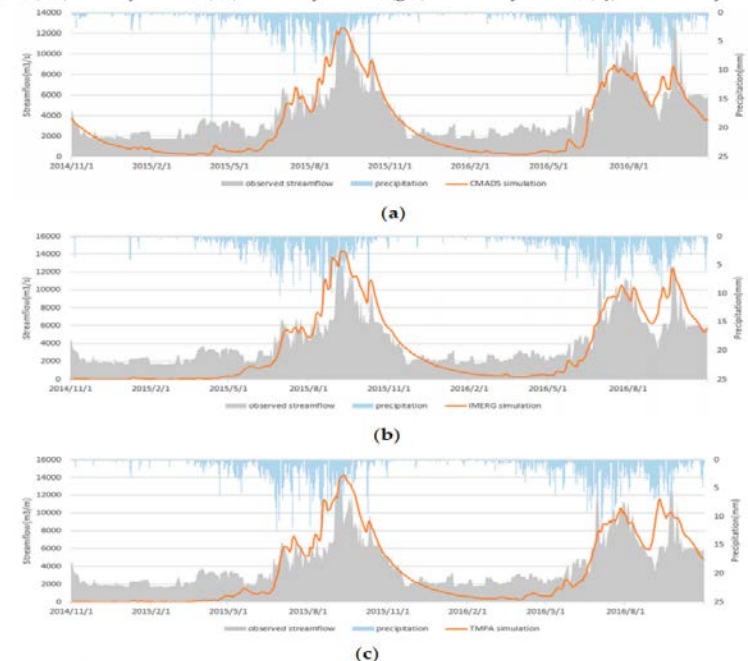 14000
12000
10000
8000
6000
4000
2000
0
Streamflow(m3/s)
0
5
10
15
20
25
Precipitation(mm)
2014/11/1 2015/2/1 2015/5/1 2015/8/1 2015/11/1 2016/2/1 2016/5/1 2016/8/1
observed streamflow precipitation CMADS simulation
(a)
16000
14000
12000
10000
8000
6000
4000
2000
0
Streamflow(m3/s)
0
5
10
15
20
25
Precipitation(mm)
2014/11/1 2015/2/1 2015/5/1 2015/8/1 2015/11/1 2016/2/1 2016/5/1 2016/8/1
observed streamflow precipitation IMERG simulation
(b)
16000
14000
12000
10000
8000
6000
4000
2000
0
Streamflow(m3/m)
0
5
10
15
20
25
Precipitation(mm)
2014/11/1 2015/2/1 2015/5/1 2015/8/1 2015/11/1 2016/2/1 2016/5/1 2016/8/1
observed streamflow precipitation TMPA simulation
(c)